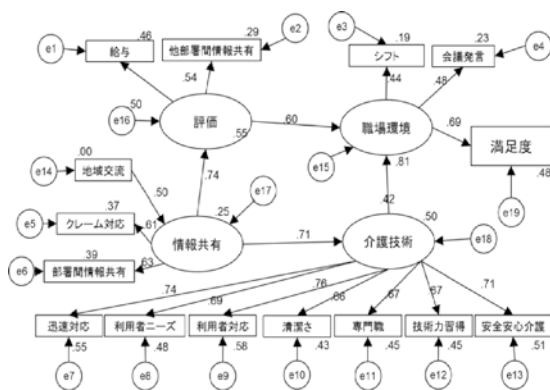 e1
.46
給与
他部署間情報共有
.29
e2
e3
.19
シフト
会議発言
.23
e4
.54
.44
.48
e16
.50
評価
.55
.60
職場環境
.69
満足度
.48
.00
e14
地域交流
.74
e15
.81
e19
.50
.37
e5
クレーム対応
.61
.25
e17
.42
.50
.39
e6
部署間情報共有
.63
情報共有
.71
介護技術
e18
.74
.69
.76
.66
.67
.67
.71
迅速対応
利用者ニーズ
利用者対応
清潔さ
専門職
技術力習得
安全安心介護
.55
.48
.58
.43
.45
.45
.51
e7
e8
e9
e10
e11
e12
e13